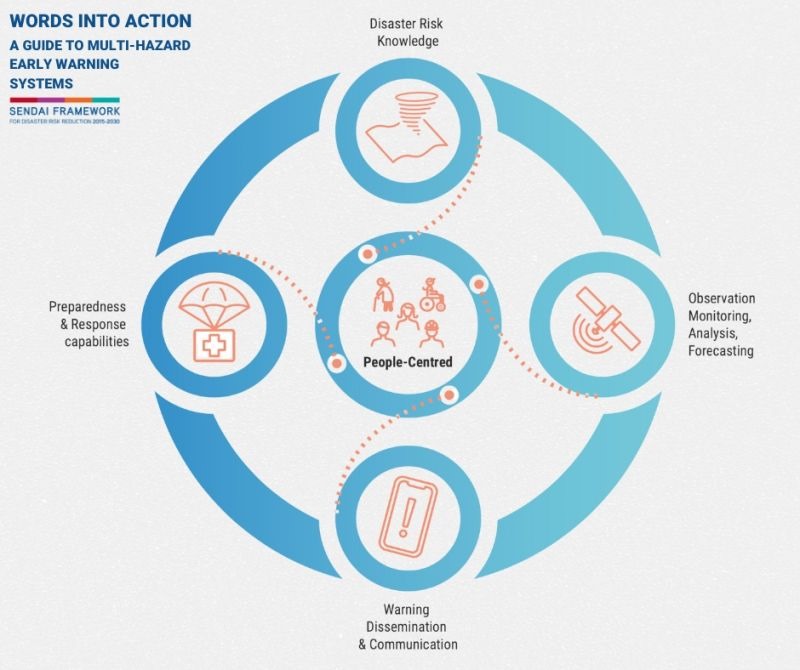 WORDS INTO ACTION
A GUIDE TO MULTI-HAZARD
EARLY WARNING
SYSTEMS
SENDAI FRAMEWORK
FOR DISASTER RISK REDUCTION 2015-2030
Disaster Risk
Knowledge
Preparedness
& Response
capabilities
People-Centred
Observation
Monitoring,
Analysis,
Forecasting
Warning
Dissemination
& Communication